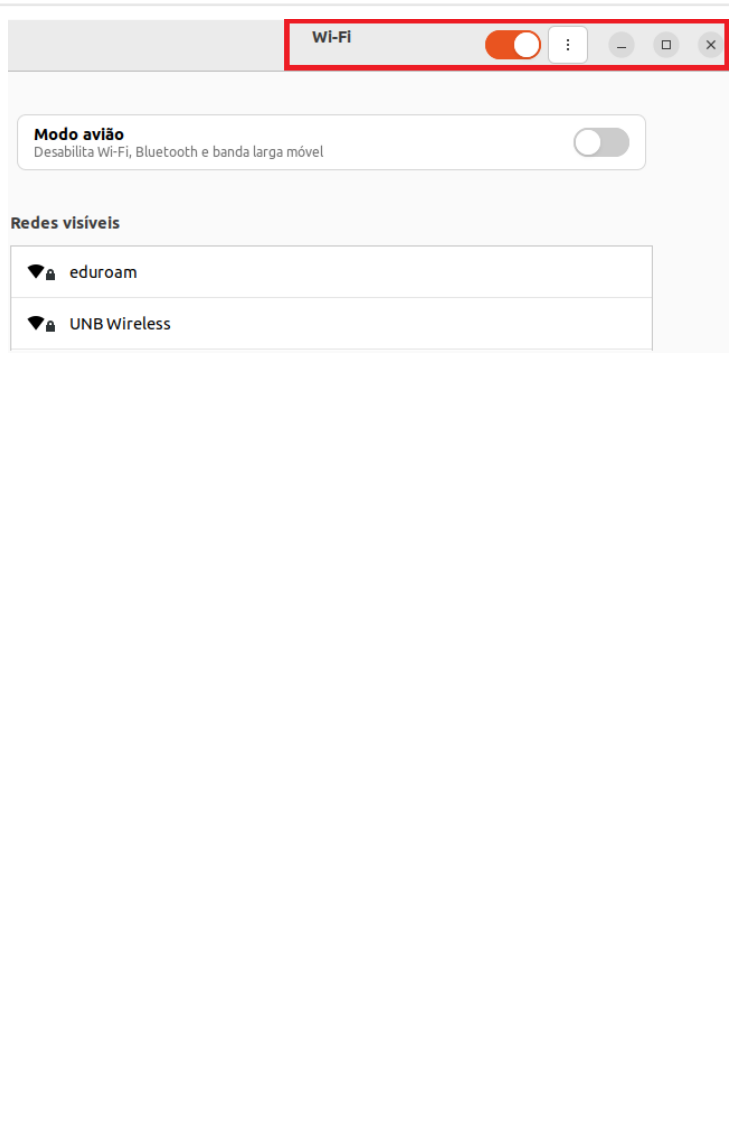 Wi-Fi
Modo avião
Desabilita Wi-Fi, Bluetooth e banda larga móvel
Redes visíveis
eduroam
UNB Wireless